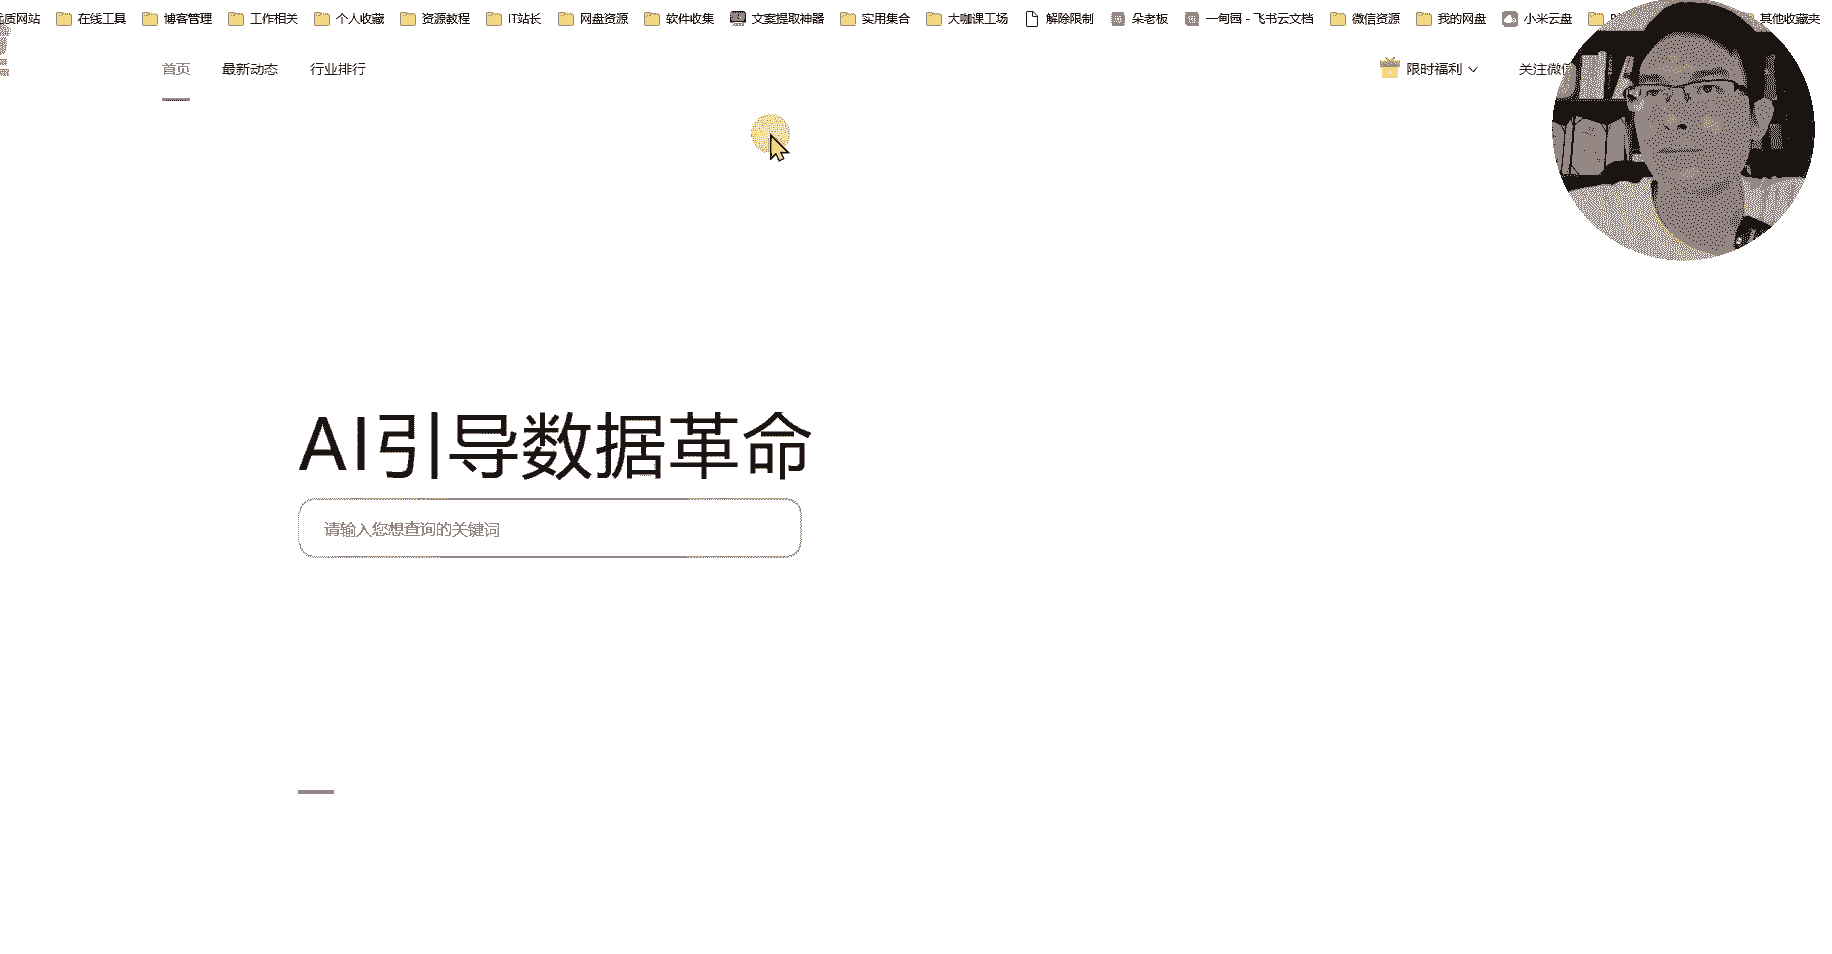 质网站 在线工具 博客管理 工作相关 个人收藏 资源教程 IT站长 网盘资源 软件收集 文案提取神器 实用集合 大咖课工场 解除限制 朵老板 一甸园 - 飞书云文档 微信资源 我的网盘 小米云盘 其他收藏夹
首页 最新动态 行业排行 限时福利 关注微信
AI引导数据革命
请输入您想查询的关键词